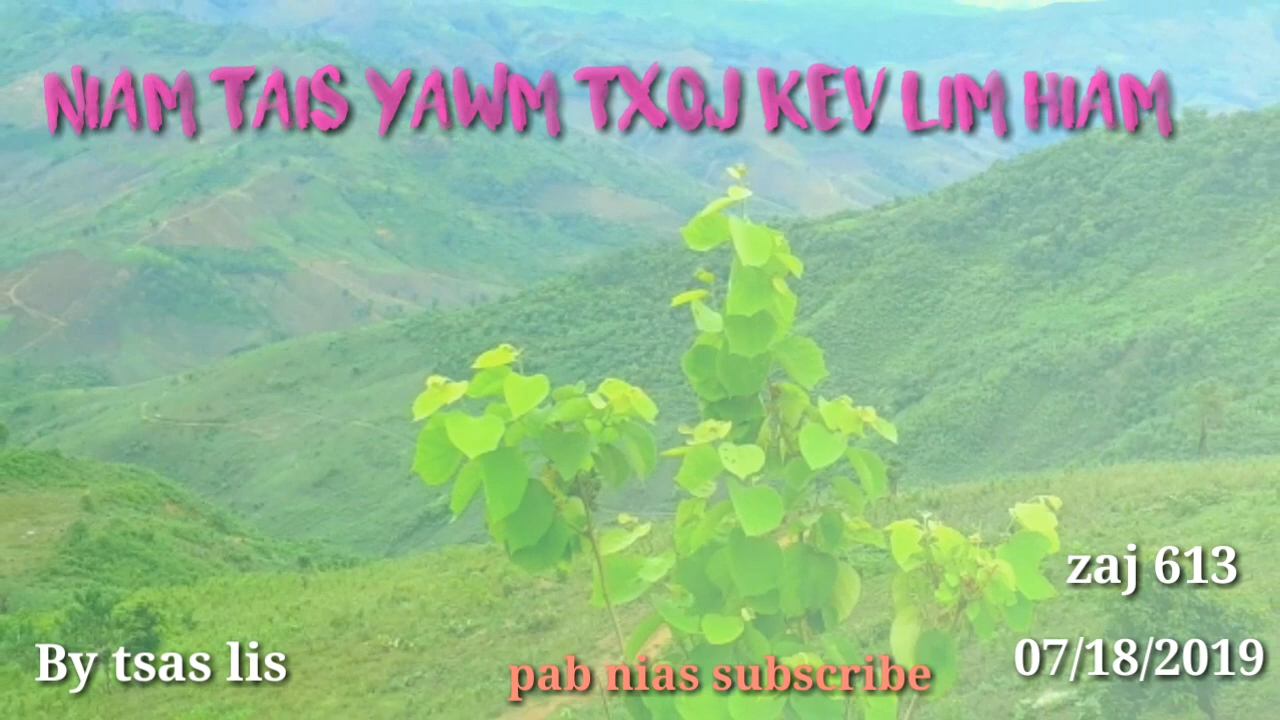 NIAM TAIS YAWM TXOJ KEV LIM HIAM
zaj 613
By tsas lis
pab nias subscribe
07/18/2019